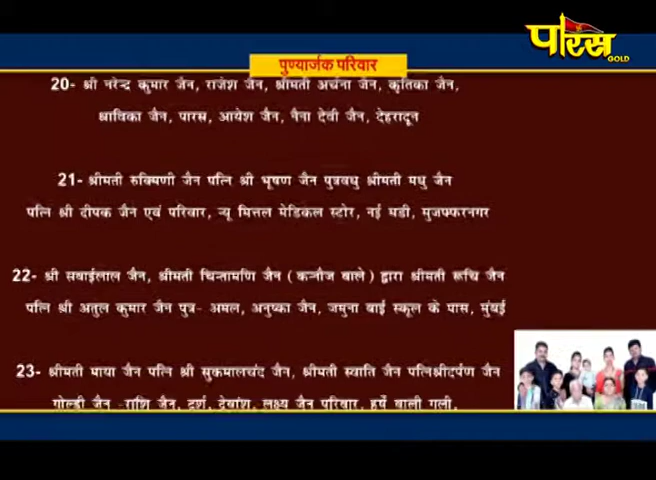 पारस
GOLD
पुण्यार्जक परिवार
20- श्री नरेन्द्र कुमार जैन, राजेश जैन, श्रीमती अर्चना जैन, कृतिका जैन,
श्राविका जैन, पारस, आयेश जैन, नैना देवी जैन, देहरादून
21- श्रीमती रुक्मिणी जैन पत्नि श्री भूषण जैन पुत्रवधु श्रीमती मधु जैन
पत्नि श्री दीपक जैन एवं परिवार, न्यू मित्तल मेडिकल स्टोर, नई मंडी, मुजफ्फरनगर
22- श्री सवाईलाल जैन, श्रीमती चिन्तामणि जैन (कन्नौज वाले) द्वारा श्रीमती रूचि जैन
पत्नि श्री अतुल कुमार जैन पुत्र- अमल, अनुष्का जैन, जमुना बाई स्कूल के पास, मुंबई
23- श्रीमती माया जैन पत्नि श्री सुकमालचंद जैन, श्रीमती स्वाति जैन पत्निश्रीदर्पण जैन
गोल्डी जैन -राशि जैन, दर्श, देवांश, लक्ष्य जैन परिवार, हर्षे वाली गली,